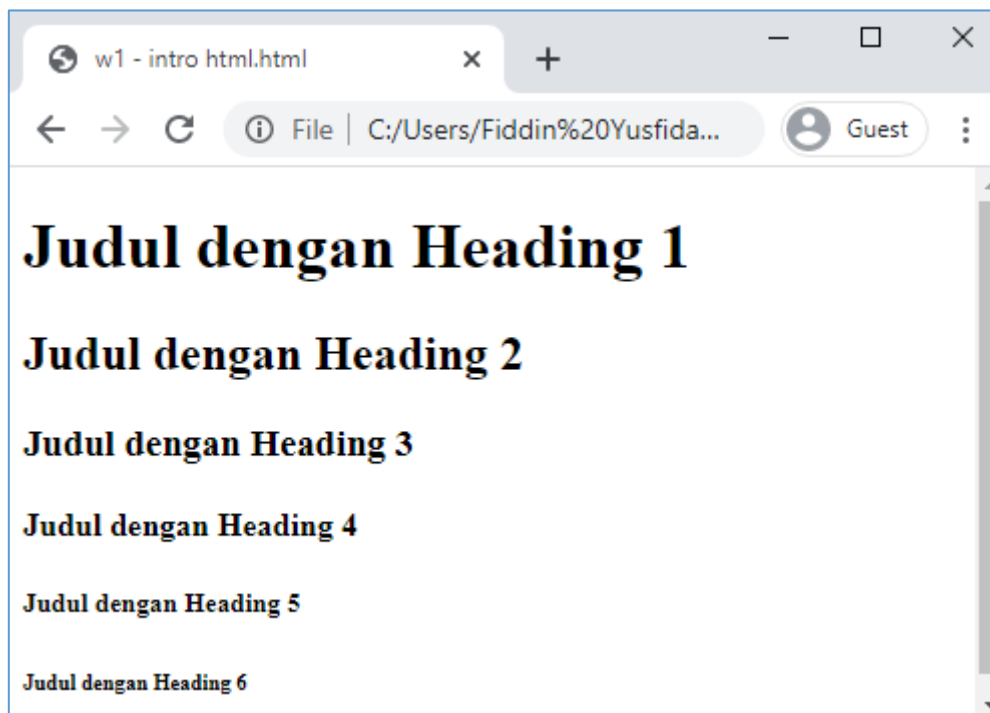 w1 - intro html.html
File | C:/Users/Fiddin%20Yusfida...
Guest
Judul dengan Heading 1
Judul dengan Heading 2
Judul dengan Heading 3
Judul dengan Heading 4
Judul dengan Heading 5
Judul dengan Heading 6